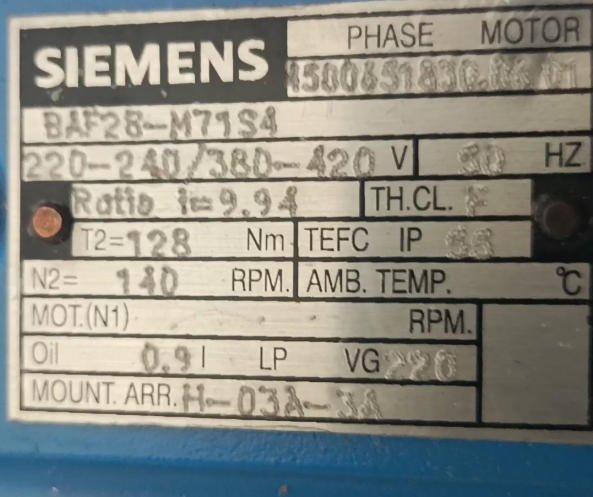 SIEMENS
PHASE MOTOR
BAF28-M71S4
220-240/380-420 V HZ
Ratio i=9.94 TH.CL. F
T2=128 Nm TEFC IP
N2= 140 RPM. AMB. TEMP. °C
MOT.(N1) RPM.
Oil 0.9 l LP VG 220
MOUNT. ARR. H-03A-3A